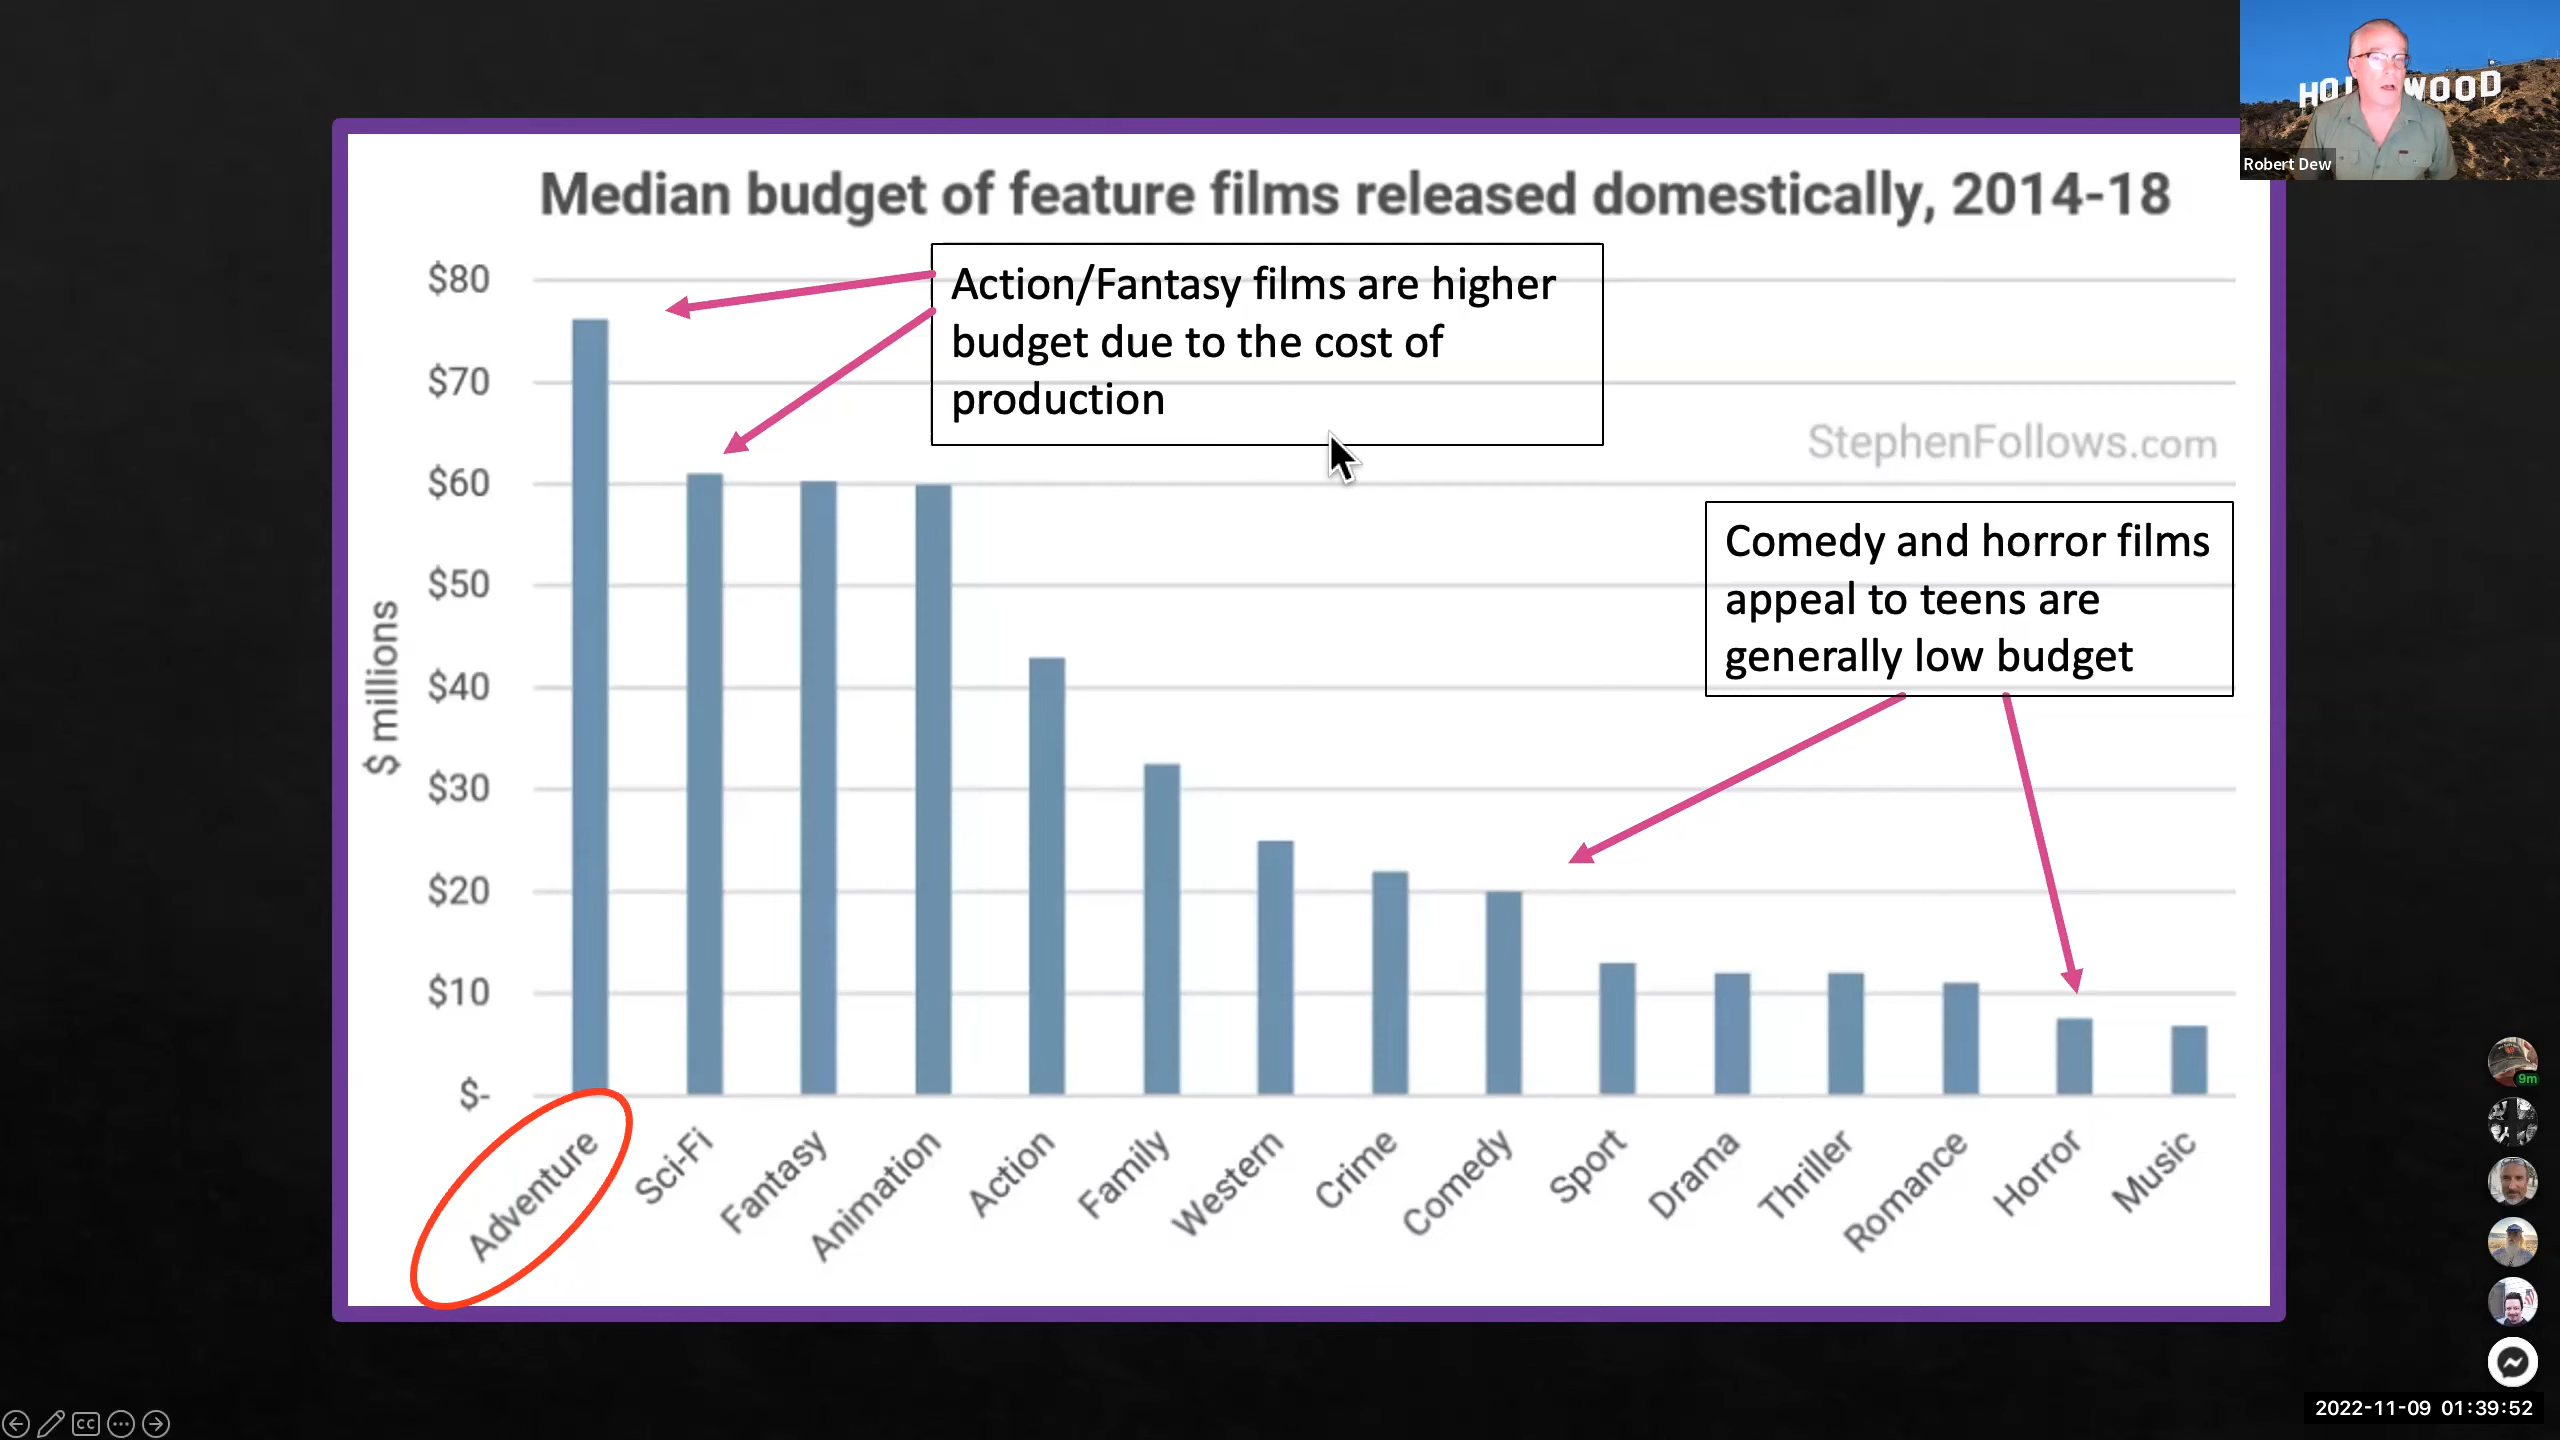 HOLLYWOOD
Robert Dew
Median budget of feature films released domestically, 2014-18
Action/Fantasy films are higher
budget due to the cost of
production
StephenFollows.com
Comedy and horror films
appeal to teens are
generally low budget
$ millions
$80
$70
$60
$50
$40
$30
$20
$10
$-
Adventure
Sci-Fi
Fantasy
Animation
Action
Family
Western
Crime
Comedy
Sport
Drama
Thriller
Romance
Horror
Music
9m
CC
2022-11-09 01:39:52